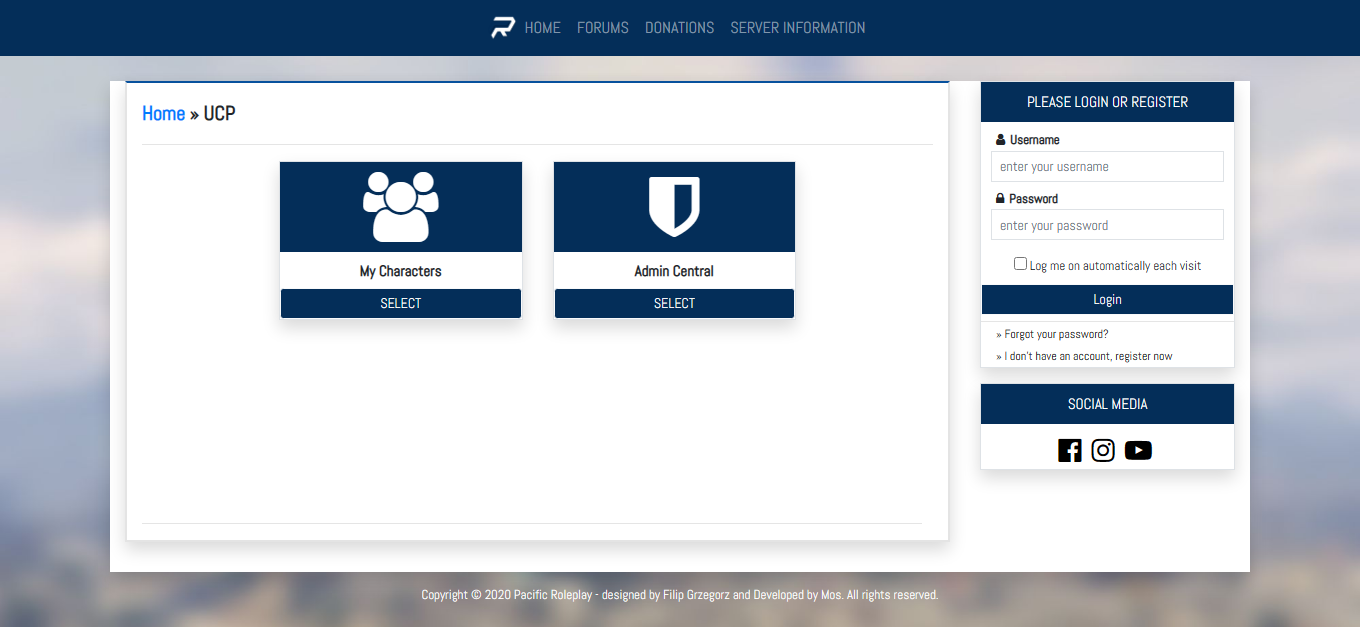 HOME FORUMS DONATIONS SERVER INFORMATION
Home » UCP
My Characters
SELECT
Admin Central
SELECT
PLEASE LOGIN OR REGISTER
Username
enter your username
Password
enter your password
Log me on automatically each visit
Login
» Forgot your password?
» I don't have an account, register now
SOCIAL MEDIA
Copyright © 2020 Pacific Roleplay - designed by Filip Grzegorz and Developed by Mos. All rights reserved.